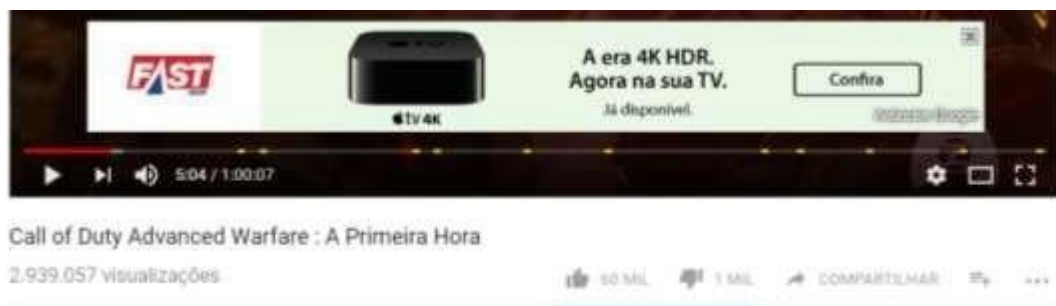 FAST
tv 4K
A era 4K HDR.
Agora na sua TV.
Já disponível.
Confira
5:04 / 1:00:07
Call of Duty Advanced Warfare : A Primeira Hora
2.939.057 visualizações
60 MIL
1 MIL
COMPARTILHAR